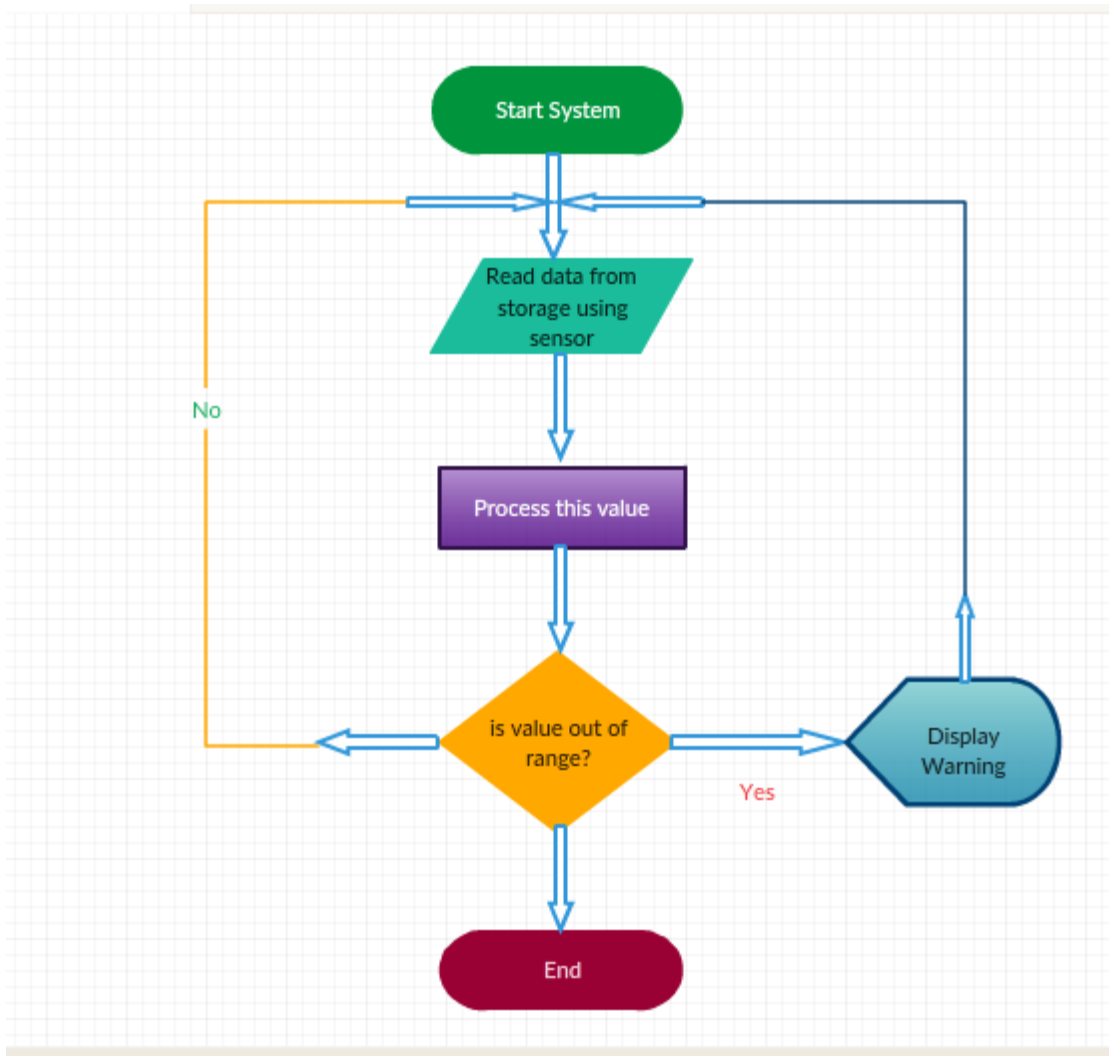 Start System
Read data from
storage using
sensor
No
Process this value
is value out of
range?
Display
Warning
Yes
End